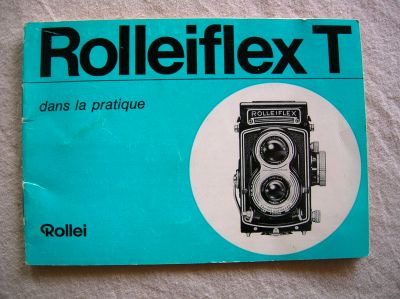 Rolleiflex T
dans la pratique
ROLLEIFLEX
Rollei